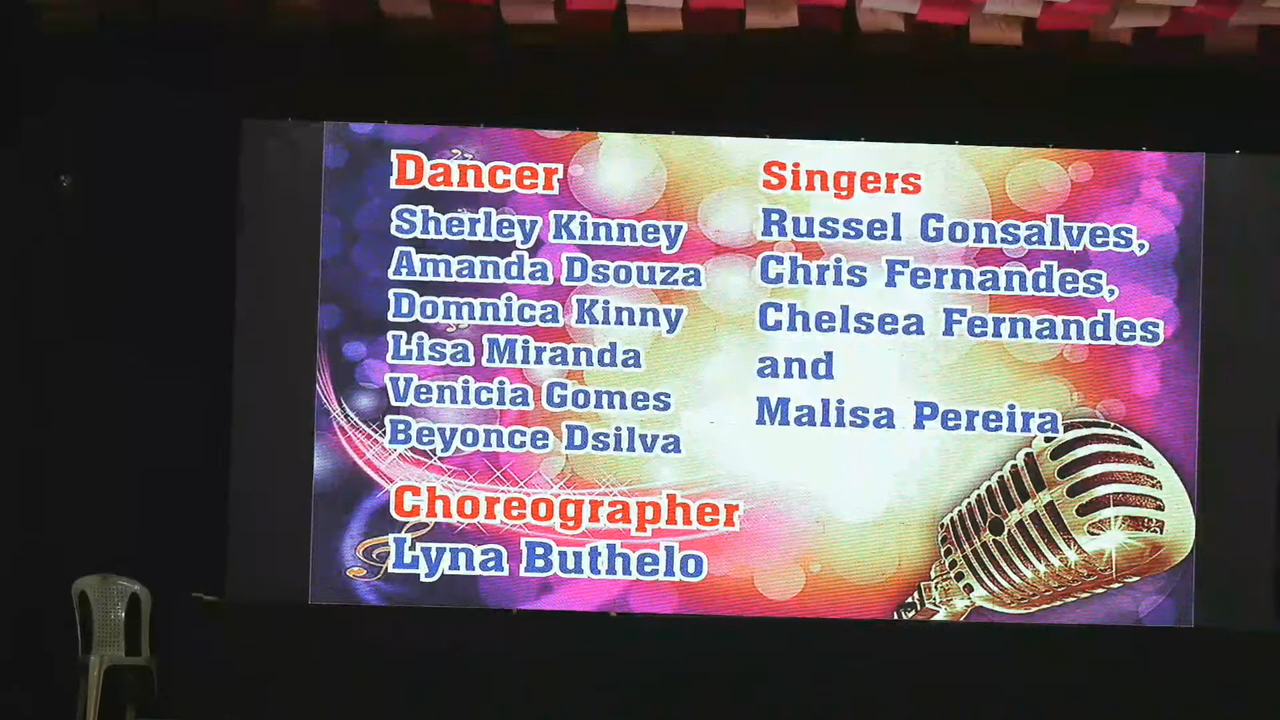 Dancer
Sherley Kinney
Amanda Dsouza
Domnica Kinny
Lisa Miranda
Venicia Gomes
Beyonce Dsilva
Choreographer
Lyna Buthelo
Singers
Russel Gonsalves,
Chris Fernandes,
Chelsea Fernandes
and
Malisa Pereira